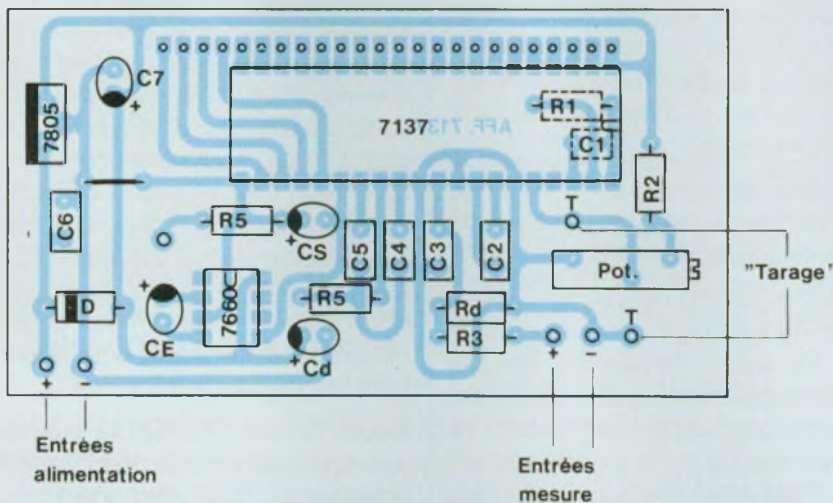 C7
+
7805
7137
AFF. 713
R1
C1
R2
T
C6
R5
+
CS
C5
C4
C3
C2
Pot.
"Tarage"
D
+
CE
7660C
R5
+
Cd
Rd
R3
T
+
-
+
-
Entrées
alimentation
Entrées
mesure